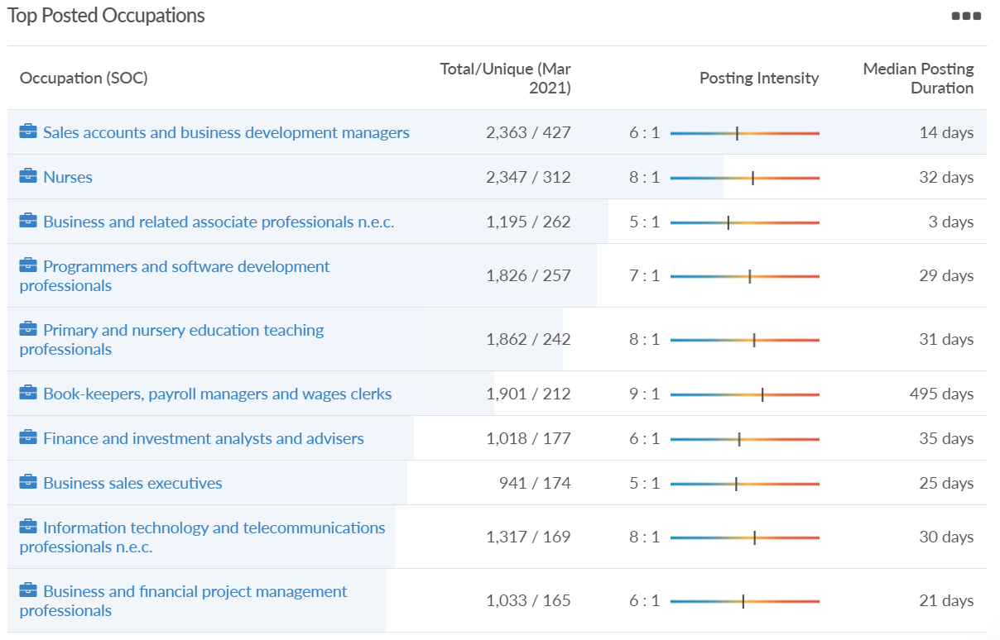 Top Posted Occupations
Occupation (SOC)
Total/Unique (Mar
2021)
Posting Intensity
Median Posting
Duration
Sales accounts and business development managers 2,363 / 427 6 : 1 14 days
Nurses 2,347 / 312 8 : 1 32 days
Business and related associate professionals n.e.c. 1,195 / 262 5 : 1 3 days
Programmers and software development
professionals
1,826 / 257 7 : 1 29 days
Primary and nursery education teaching
professionals
1,862 / 242 8 : 1 31 days
Book-keepers, payroll managers and wages clerks 1,901 / 212 9 : 1 495 days
Finance and investment analysts and advisers 1,018 / 177 6 : 1 35 days
Business sales executives 941 / 174 5 : 1 25 days
Information technology and telecommunications
professionals n.e.c.
1,317 / 169 8 : 1 30 days
Business and financial project management
professionals
1,033 / 165 6 : 1 21 days